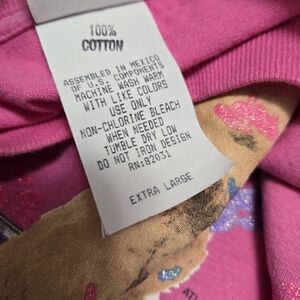 100%
COTTON
ASSEMBLED IN MEXICO
OF U.S. COMPONENTS
MACHINE WASH WARM
WITH LIKE COLORS
USE ONLY
NON-CHLORINE BLEACH
WHEN NEEDED
TUMBLE DRY LOW
DO NOT IRON DESIGN
RN:82031
EXTRA LARGE